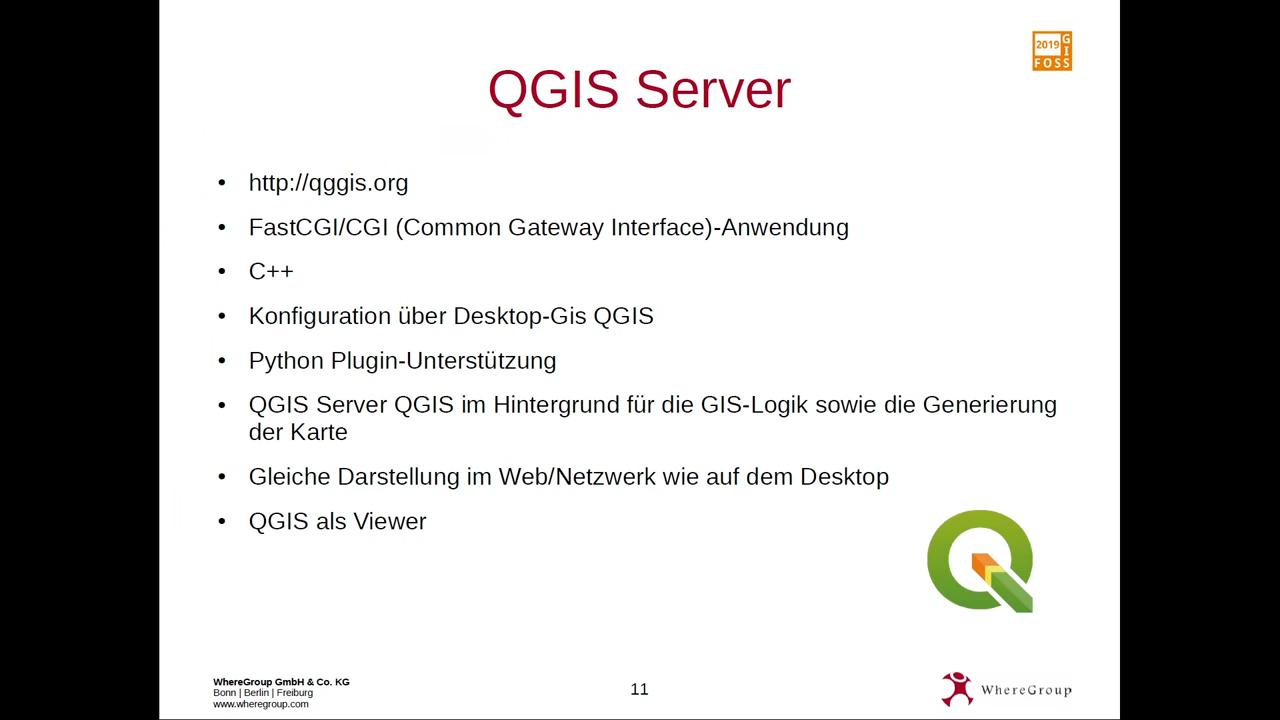 2019
G
I
FOSS
QGIS Server
• http://qggis.org
• FastCGI/CGI (Common Gateway Interface)-Anwendung
• C++
• Konfiguration über Desktop-Gis QGIS
• Python Plugin-Unterstützung
• QGIS Server QGIS im Hintergrund für die GIS-Logik sowie die Generierung
der Karte
• Gleiche Darstellung im Web/Netzwerk wie auf dem Desktop
• QGIS als Viewer
WhereGroup GmbH & Co. KG
Bonn | Berlin | Freiburg
www.wheregroup.com
11
WhereGroup